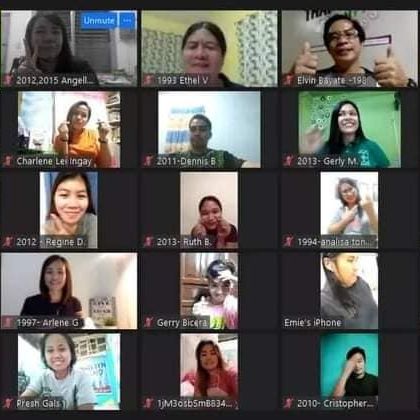 Unmute
2012,2015 Angell...
1993 Ethel V
Elvin Bayate -198
Charlene Lei Ingay
2011-Dennis B
2013- Gerly M.
2012 - Regine D.
2013- Ruth B.
1994-analisa ton...
1997- Arlene G
Gerry Bicera
Emie's iPhone
Presh Gals
1jM3osbSmB834...
2010- Cristopher...